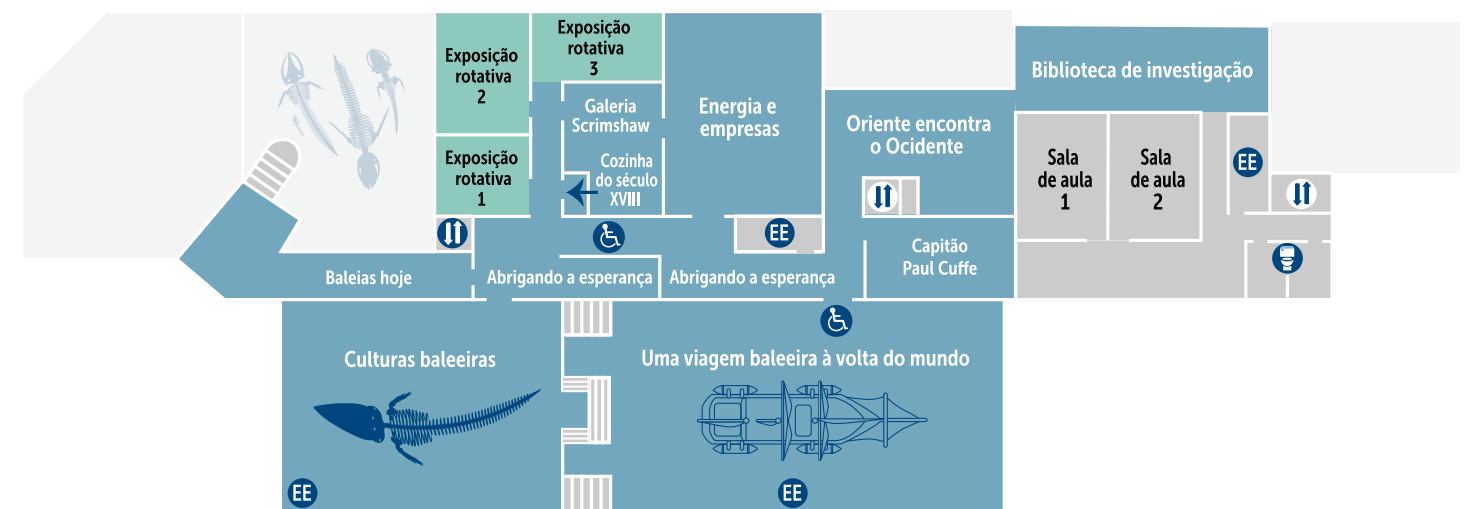 Exposição
rotativa
2
Exposição
rotativa
3
Exposição
rotativa
1
Galeria
Scrimshaw
Cozinha
do século
XVIII
Energia e
empresas
Oriente encontra
o Ocidente
Biblioteca de investigação
Sala
de aula
1
Sala
de aula
2
EE
EE
Capitão
Paul Cuffe
Baleias hoje
Abrigando a esperança
Abrigando a esperança
Culturas baleeiras
Uma viagem baleeira à volta do mundo
EE
EE